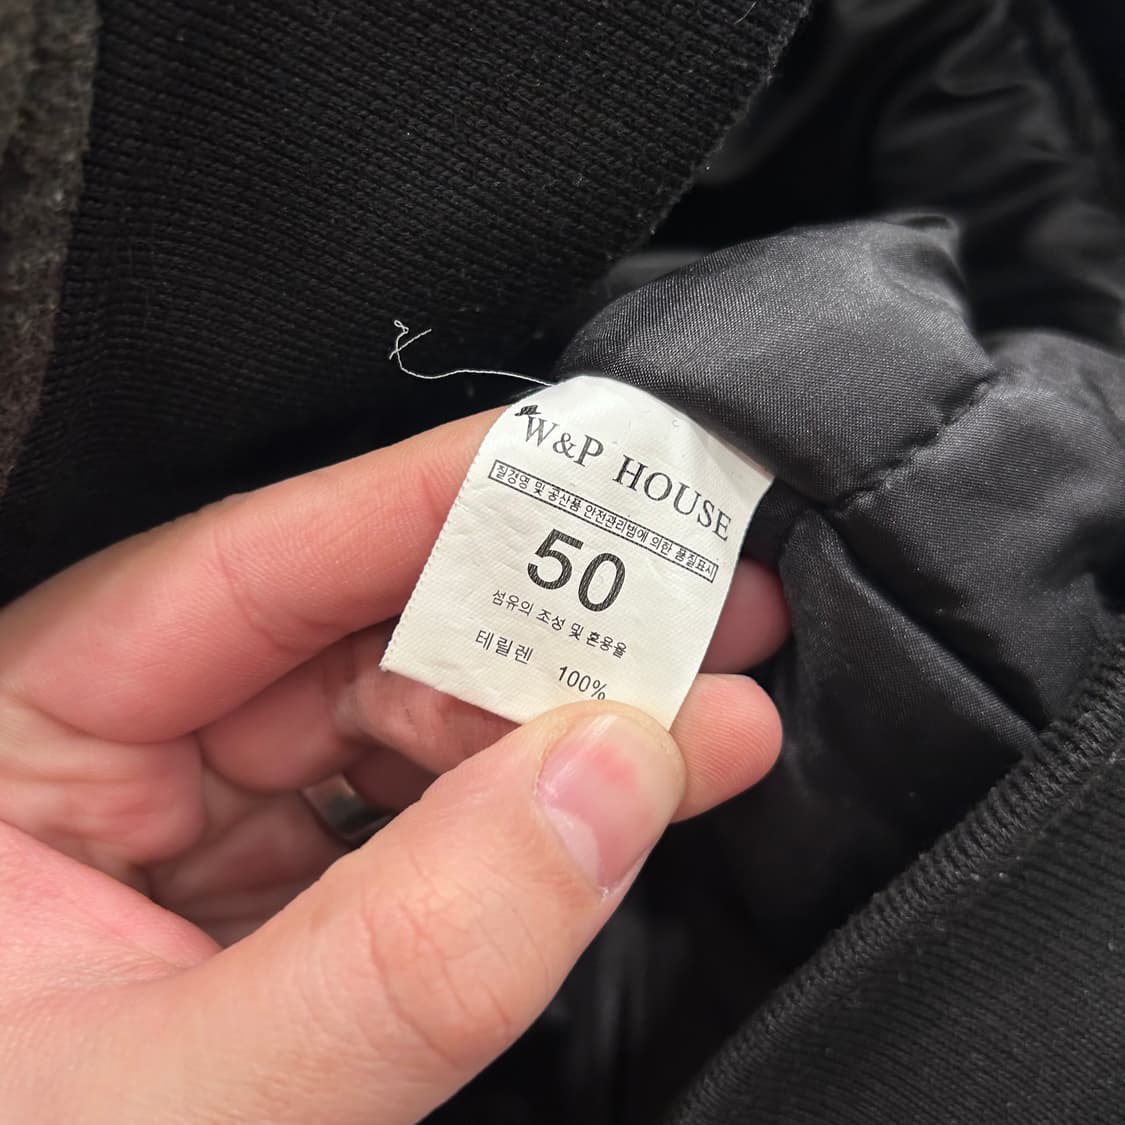 W&P HOUSE
질경영 및 공산품 안전관리법에 의한 품질표시
50
섬유의 조성 및 혼용율
테릴렌 100%